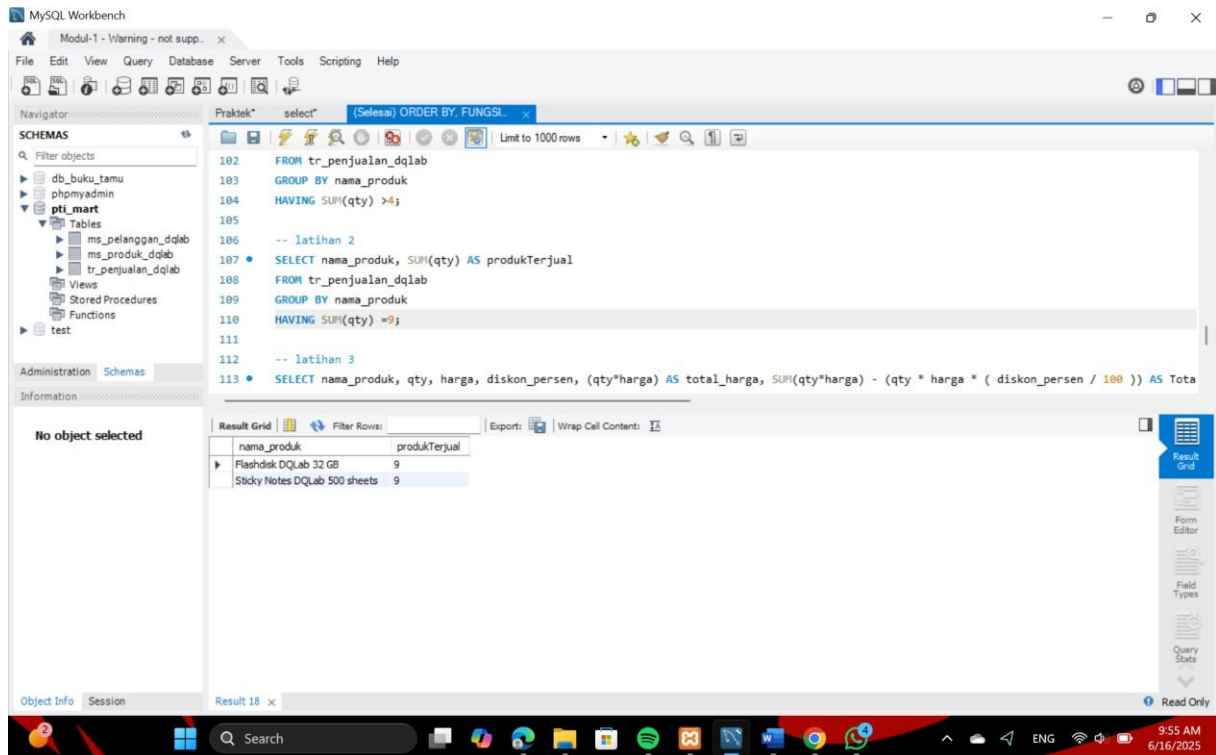 MySQL Workbench
Modul-1 - Warning - not supp..
File Edit View Query Database Server Tools Scripting Help
Navigator
SCHEMAS
Filter objects
db_buku_tamu
phpmyadmin
pti_mart
Tables
ms_pelanggan_dqlab
ms_produk_dqlab
tr_penjualan_dqlab
Views
Stored Procedures
Functions
test
Administration Schemas
Information
No object selected
Object Info Session
Praktek* select* (Selesai) ORDER BY, FUNGSI..
Limit to 1000 rows
102 FROM tr_penjualan_dqlab
103 GROUP BY nama_produk
104 HAVING SUM(qty) >4;
105
106 -- latihan 2
107 SELECT nama_produk, SUM(qty) AS produkTerjual
108 FROM tr_penjualan_dqlab
109 GROUP BY nama_produk
110 HAVING SUM(qty) =9;
111
112 -- latihan 3
113 SELECT nama_produk, qty, harga, diskon_persen, (qty*harga) AS total_harga, SUM(qty*harga) - (qty * harga * ( diskon_persen / 100 )) AS Tota
Result Grid Filter Rows: Export: Wrap Cell Content:
nama_produk produkTerjual
Flashdisk DQLab 32 GB 9
Sticky Notes DQLab 500 sheets 9
Result Grid
Form Editor
Field Types
Query Stats
Result 18 Read Only
2
Search
4
ENG
9:55 AM
6/16/2025